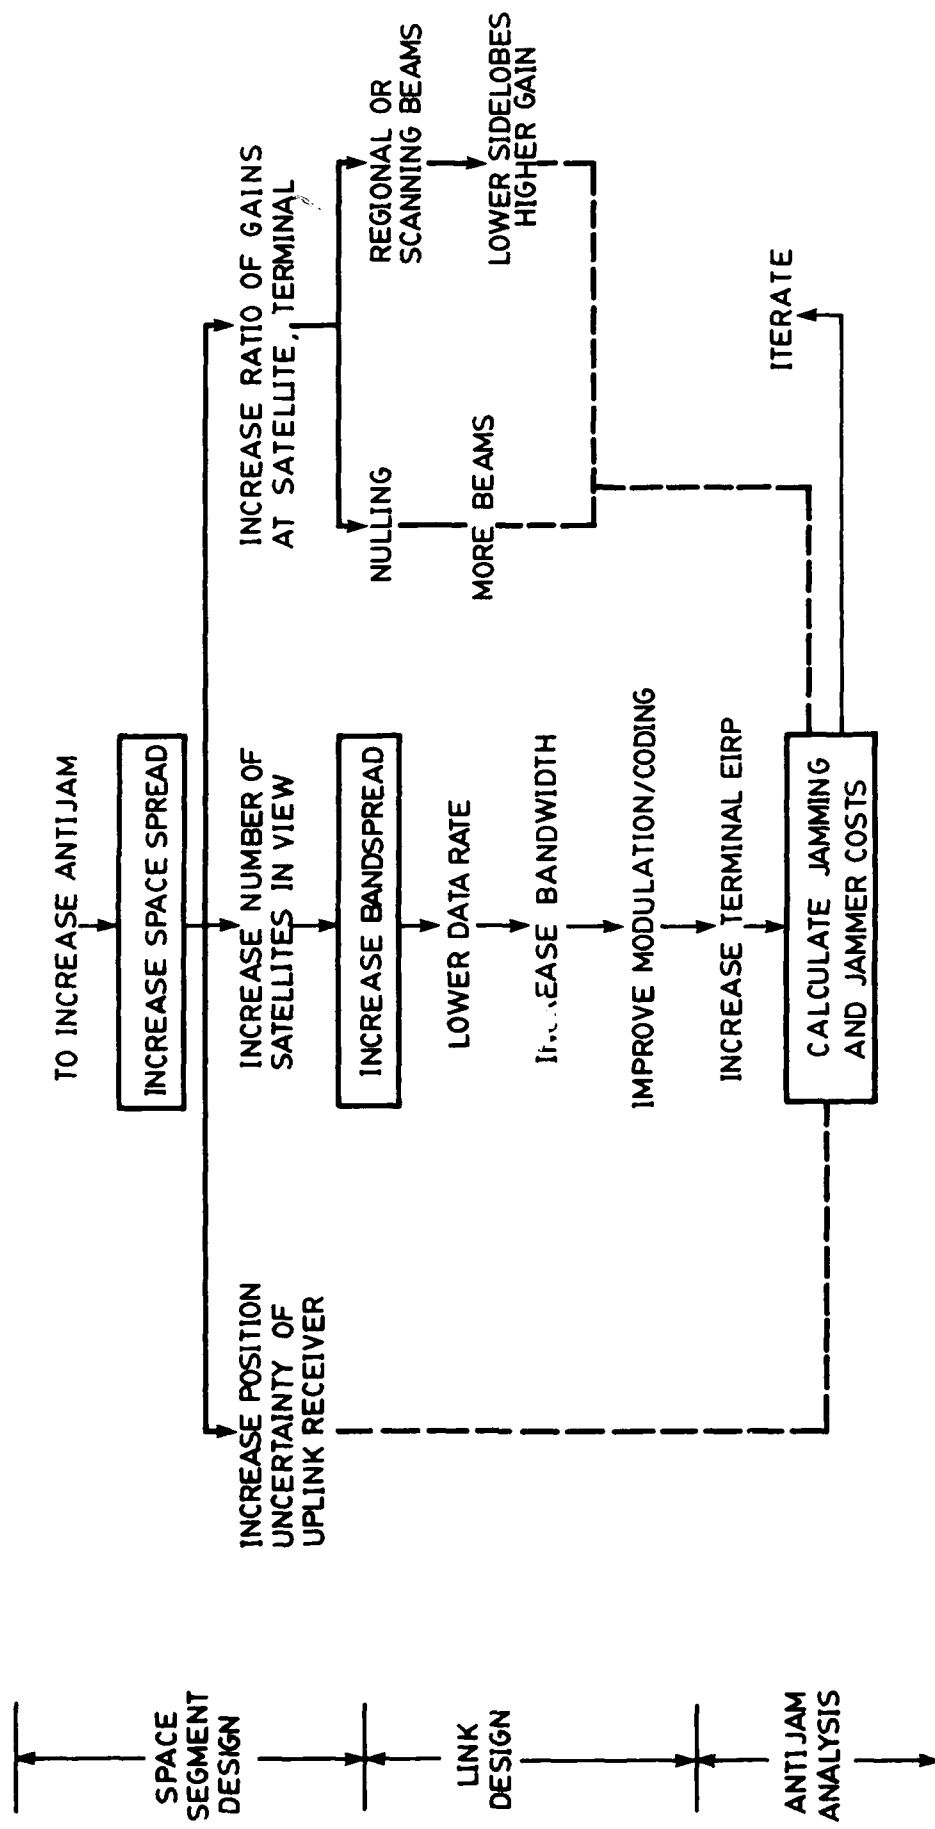 TO INCREASE ANTIJAM
INCREASE SPACE SPREAD
SPACE
SEGMENT
DESIGN
INCREASE POSITION
UNCERTAINTY OF
UPLINK RECEIVER
INCREASE NUMBER OF
SATELLITES IN VIEW
INCREASE RATIO OF GAINS
AT SATELLITE, TERMINAL
INCREASE BANDSPREAD
NULLING
REGIONAL OR
SCANNING BEAMS
LINK
DESIGN
LOWER DATA RATE
MORE BEAMS
LOWER SIDELOBES
HIGHER GAIN
INCREASE BANDWIDTH
IMPROVE MODULATION/CODING
INCREASE TERMINAL EIRP
ANTIJAM
ANALYSIS
CALCULATE JAMMING
AND JAMMER COSTS
ITERATE